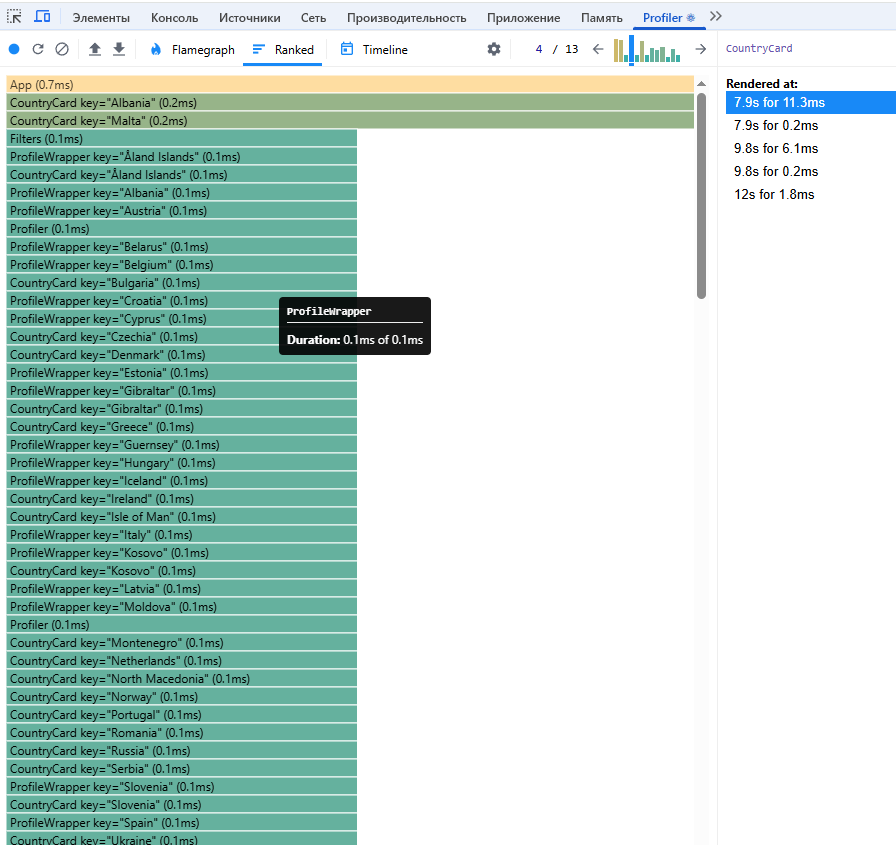 Элементы Консоль Источники Сеть Производительность Приложение Память Profiler
Flamegraph Ranked Timeline 4 / 13 CountryCard
App (0.7ms)
CountryCard key="Albania" (0.2ms)
CountryCard key="Malta" (0.2ms)
Filters (0.1ms)
ProfileWrapper key="Åland Islands" (0.1ms)
CountryCard key="Åland Islands" (0.1ms)
ProfileWrapper key="Albania" (0.1ms)
ProfileWrapper key="Austria" (0.1ms)
Profiler (0.1ms)
ProfileWrapper key="Belarus" (0.1ms)
ProfileWrapper key="Belgium" (0.1ms)
CountryCard key="Bulgaria" (0.1ms)
ProfileWrapper key="Croatia" (0.1ms)
ProfileWrapper key="Cyprus" (0.1ms)
CountryCard key="Czechia" (0.1ms)
CountryCard key="Denmark" (0.1ms)
ProfileWrapper key="Estonia" (0.1ms)
ProfileWrapper key="Gibraltar" (0.1ms)
CountryCard key="Gibraltar" (0.1ms)
CountryCard key="Greece" (0.1ms)
ProfileWrapper key="Guernsey" (0.1ms)
ProfileWrapper key="Hungary" (0.1ms)
ProfileWrapper key="Iceland" (0.1ms)
CountryCard key="Ireland" (0.1ms)
CountryCard key="Isle of Man" (0.1ms)
ProfileWrapper key="Italy" (0.1ms)
ProfileWrapper key="Kosovo" (0.1ms)
CountryCard key="Kosovo" (0.1ms)
ProfileWrapper key="Latvia" (0.1ms)
ProfileWrapper key="Moldova" (0.1ms)
Profiler (0.1ms)
CountryCard key="Montenegro" (0.1ms)
CountryCard key="Netherlands" (0.1ms)
CountryCard key="North Macedonia" (0.1ms)
CountryCard key="Norway" (0.1ms)
CountryCard key="Portugal" (0.1ms)
CountryCard key="Romania" (0.1ms)
CountryCard key="Russia" (0.1ms)
CountryCard key="Serbia" (0.1ms)
ProfileWrapper key="Slovenia" (0.1ms)
CountryCard key="Slovenia" (0.1ms)
ProfileWrapper key="Spain" (0.1ms)
CountryCard key="Ukraine" (0.1ms)
ProfileWrapper
Duration: 0.1ms of 0.1ms
Rendered at:
7.9s for 11.3ms
7.9s for 0.2ms
9.8s for 6.1ms
9.8s for 0.2ms
12s for 1.8ms